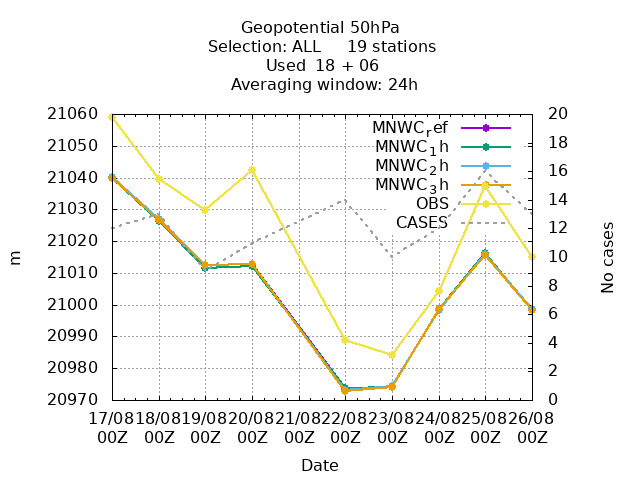 Geopotential 50hPa
Selection: ALL 19 stations
Used 18 + 06
Averaging window: 24h
21060
21050
21040
21030
21020
21010
21000
20990
20980
20970
m
20
18
16
14
12
10
8
6
4
2
0
No cases
MNWC_ref
MNWC_1h
MNWC_2h
MNWC_3h
OBS
CASES
17/08 18/08 19/08 20/08 21/08 22/08 23/08 24/08 25/08 26/08
00Z 00Z 00Z 00Z 00Z 00Z 00Z 00Z 00Z 00Z
Date